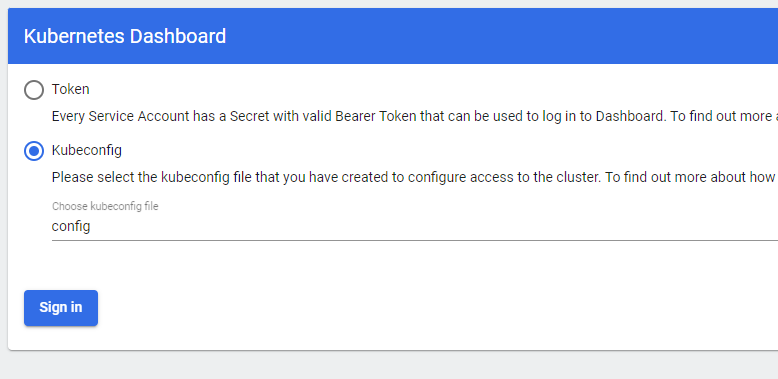 Kubernetes Dashboard
Token
Every Service Account has a Secret with valid Bearer Token that can be used to log in to Dashboard. To find out more a
Kubeconfig
Please select the kubeconfig file that you have created to configure access to the cluster. To find out more about how
Choose kubeconfig file
config
Sign in